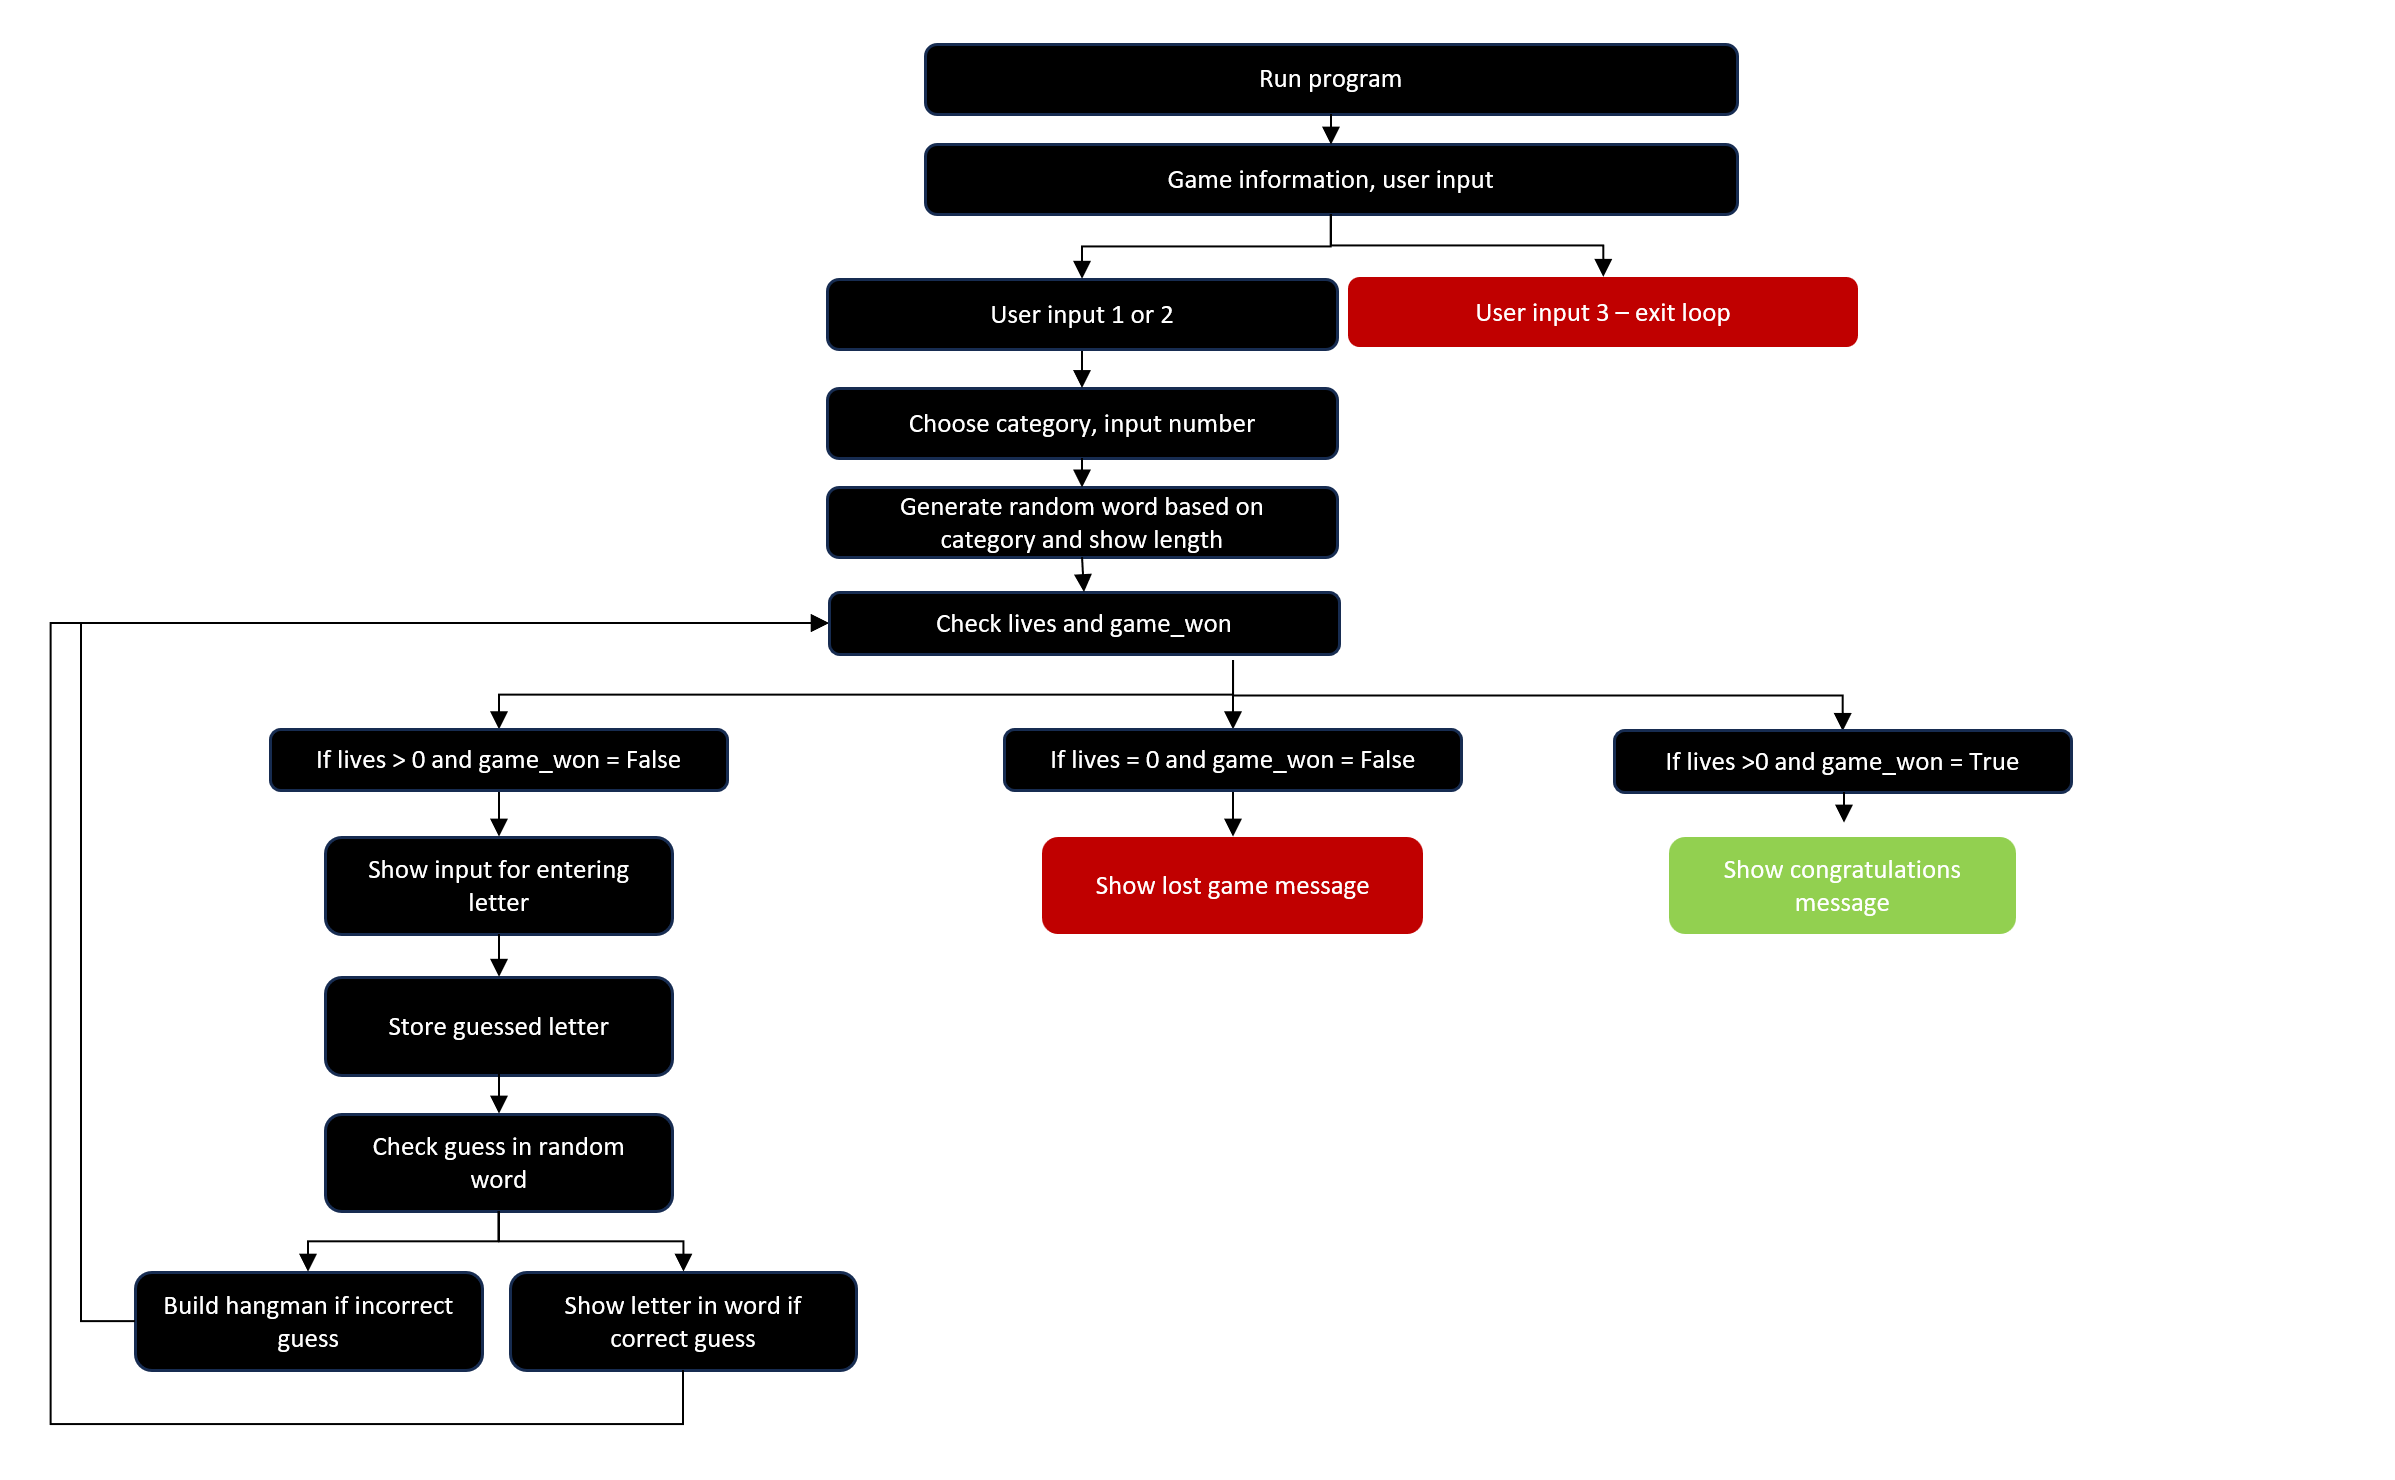 Run program
Game information, user input
User input 1 or 2
User input 3 – exit loop
Choose category, input number
Generate random word based on
category and show length
Check lives and game_won
If lives > 0 and game_won = False
If lives = 0 and game_won = False
If lives >0 and game_won = True
Show input for entering
letter
Show lost game message
Show congratulations
message
Store guessed letter
Check guess in random
word
Build hangman if incorrect
guess
Show letter in word if
correct guess